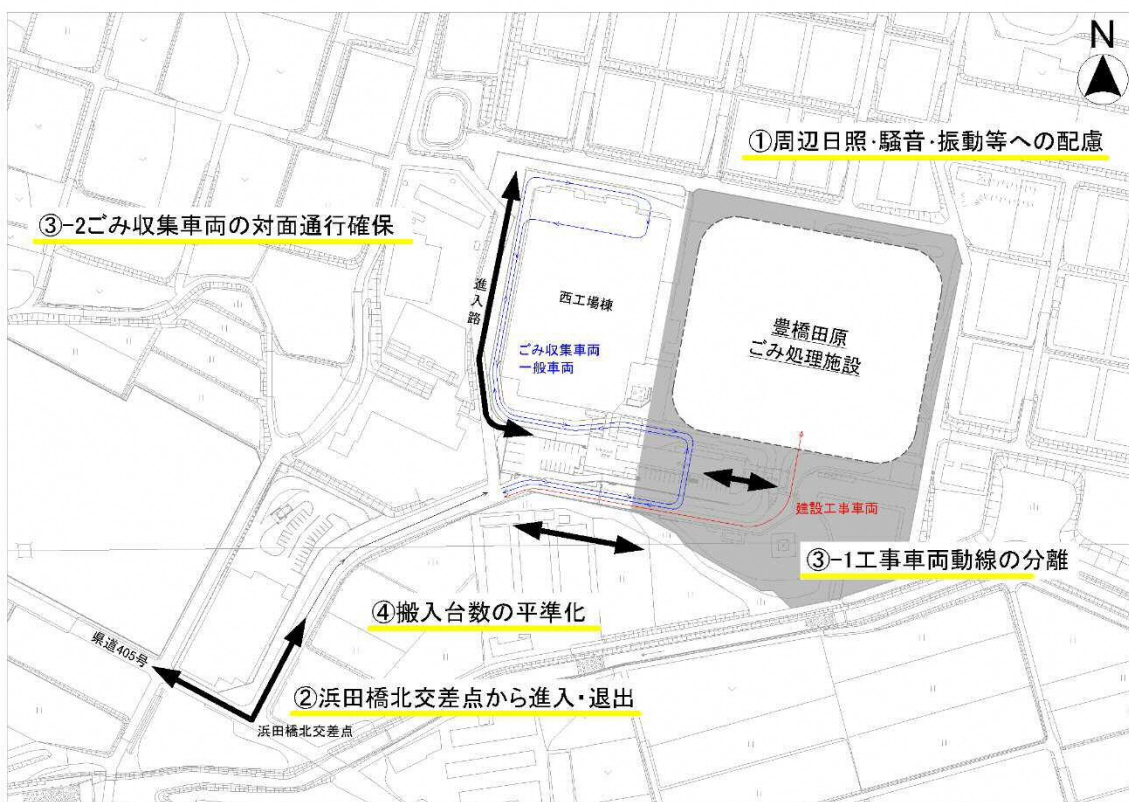 N
①周辺日照・騒音・振動等への配慮
③-2ごみ収集車両の対面通行確保
進入路
西工場棟
豊橋田原
ごみ処理施設
ごみ収集車両
一般車両
建設工事車両
③-1工事車両動線の分離
④搬入台数の平準化
県道405号
②浜田橋北交差点から進入・退出
浜田橋北交差点